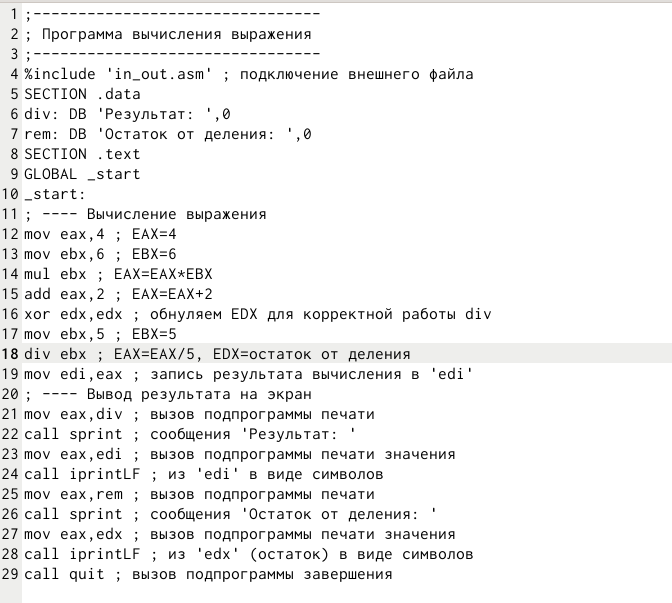 1 ;--------------------------------
2 ; Программа вычисления выражения
3 ;--------------------------------
4 %include 'in_out.asm' ; подключение внешнего файла
5 SECTION .data
6 div: DB 'Результат: ',0
7 rem: DB 'Остаток от деления: ',0
8 SECTION .text
9 GLOBAL _start
10 _start:
11 ; ---- Вычисление выражения
12 mov eax,4 ; EAX=4
13 mov ebx,6 ; EBX=6
14 mul ebx ; EAX=EAX*EBX
15 add eax,2 ; EAX=EAX+2
16 xor edx,edx ; обнуляем EDX для корректной работы div
17 mov ebx,5 ; EBX=5
18 div ebx ; EAX=EAX/5, EDX=остаток от деления
19 mov edi,eax ; запись результата вычисления в 'edi'
20 ; ---- Вывод результата на экран
21 mov eax,div ; вызов подпрограммы печати
22 call sprint ; сообщения 'Результат: '
23 mov eax,edi ; вызов подпрограммы печати значения
24 call iprintLF ; из 'edi' в виде символов
25 mov eax,rem ; вызов подпрограммы печати
26 call sprint ; сообщения 'Остаток от деления: '
27 mov eax,edx ; вызов подпрограммы печати значения
28 call iprintLF ; из 'edx' (остаток) в виде символов
29 call quit ; вызов подпрограммы завершения